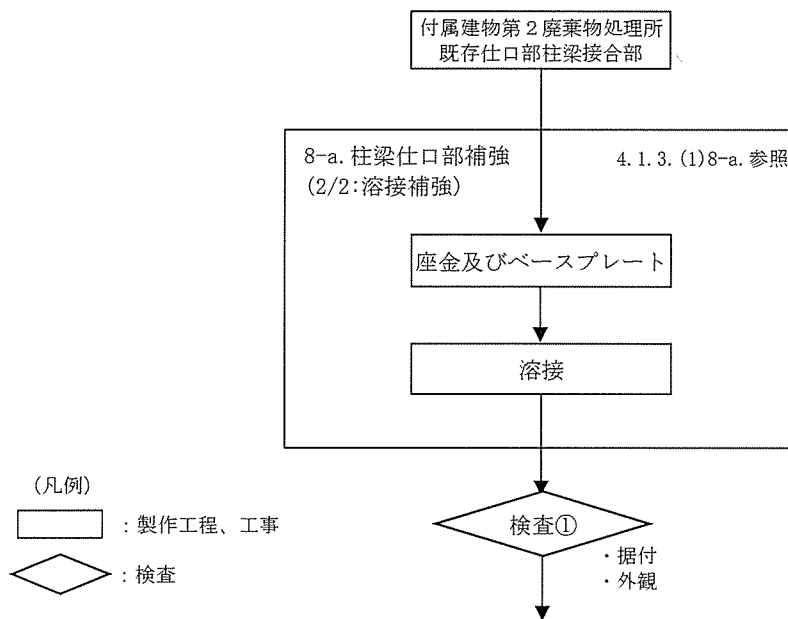 付属建物第２廃棄物処理所
既存仕口部柱梁接合部
8-a. 柱梁仕口部補強
4.1.3.(1)8-a. 参照
(2/2:溶接補強)
座金及びベースプレート
溶接
検査①
・据付
・外観
(凡例)
：製作工程、工事
：検査